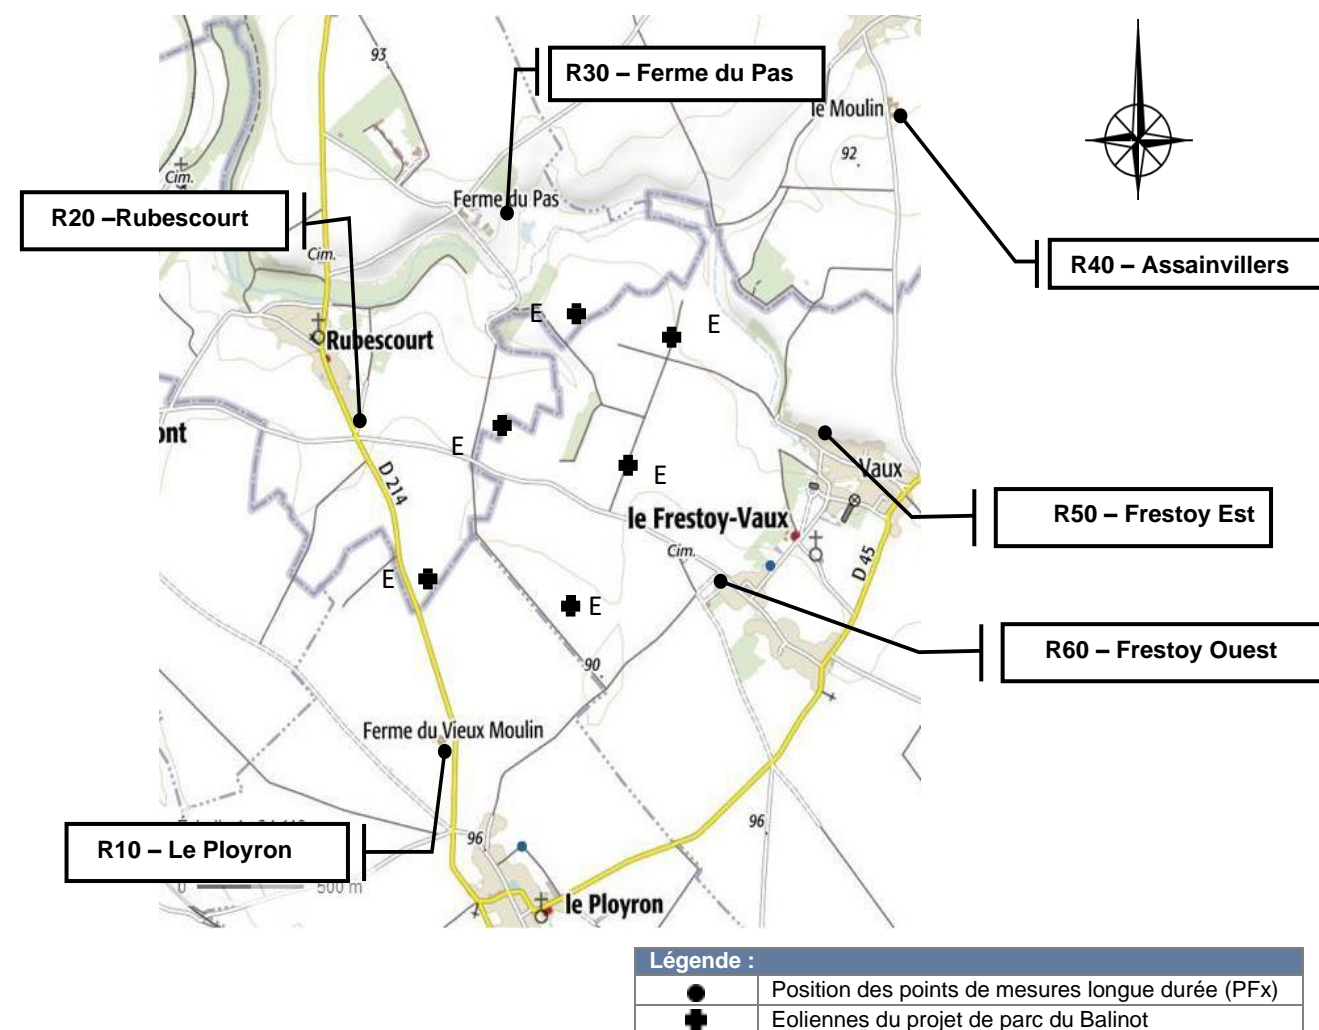 93
R30 – Ferme du Pas
le Moulin
92
Cim.
Ferme du Pas
R20 –Rubescourt
Cim.
R40 – Assainvillers
E
E
Rubescourt
ont
E
D 214
E
Vaux
le Frestoy-Vaux
R50 – Frestoy Est
Cim.
D 45
E
E
R60 – Frestoy Ouest
90
Ferme du Vieux Moulin
96
96
R10 – Le Ployron
0
500 m
le Ployron
Légende :
Position des points de mesures longue durée (PFx)
Eoliennes du projet de parc du Balinot